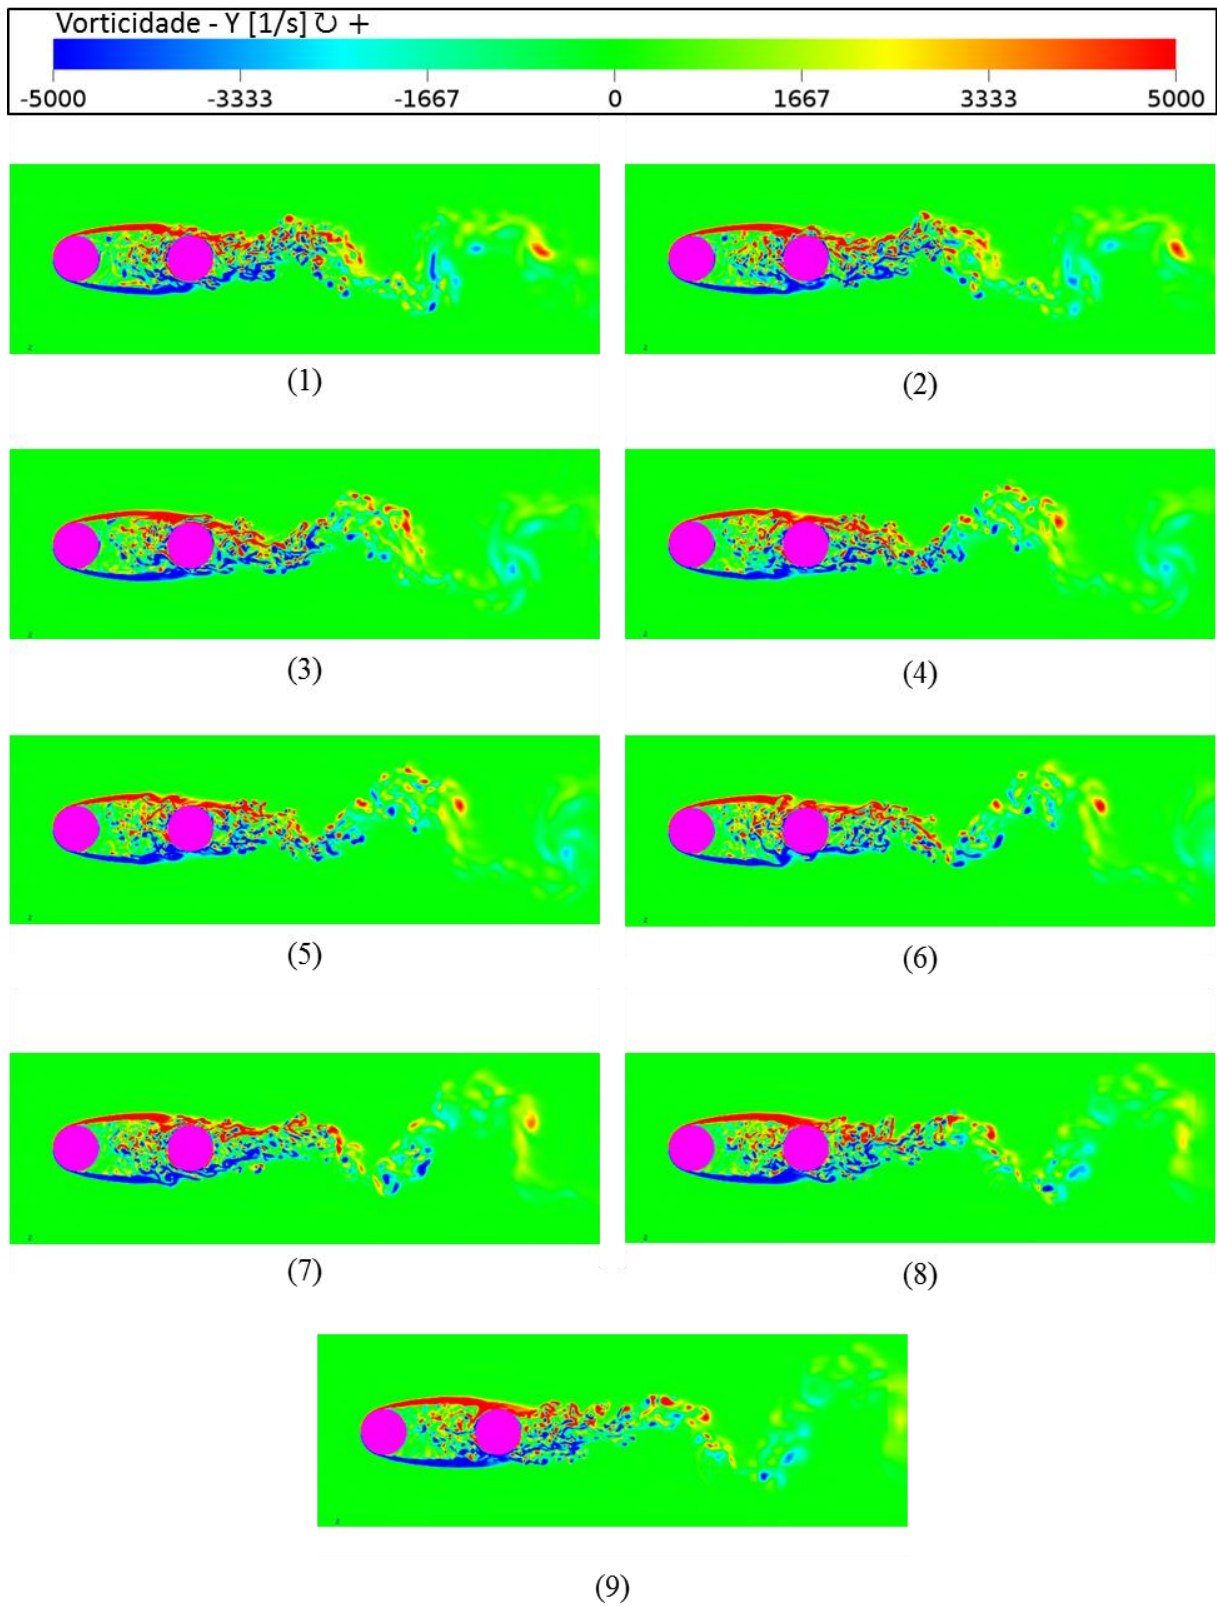 Vorticidade - Y [1/s] ↻ +
-5000 -3333 -1667 0 1667 3333 5000
(1) (2)
(3) (4)
(5) (6)
(7) (8)
(9)